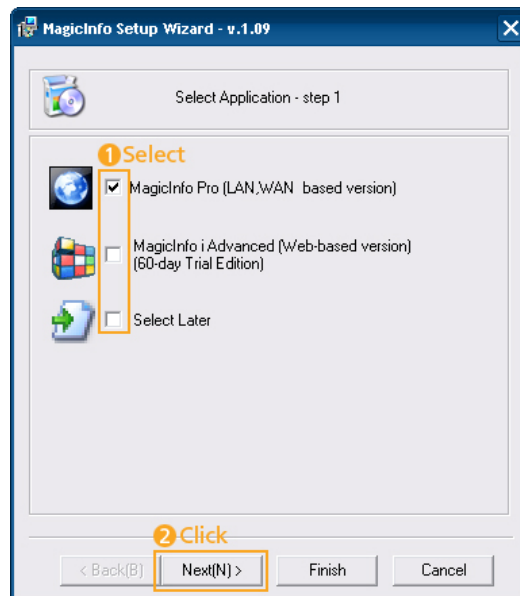 MagicInfo Setup Wizard - v.1.09
Select Application - step 1
1 Select
MagicInfo Pro (LAN,WAN based version)
MagicInfo i Advanced (Web-based version)
(60-day Trial Edition)
Select Later
2 Click
< Back(B)
Next(N) >
Finish
Cancel